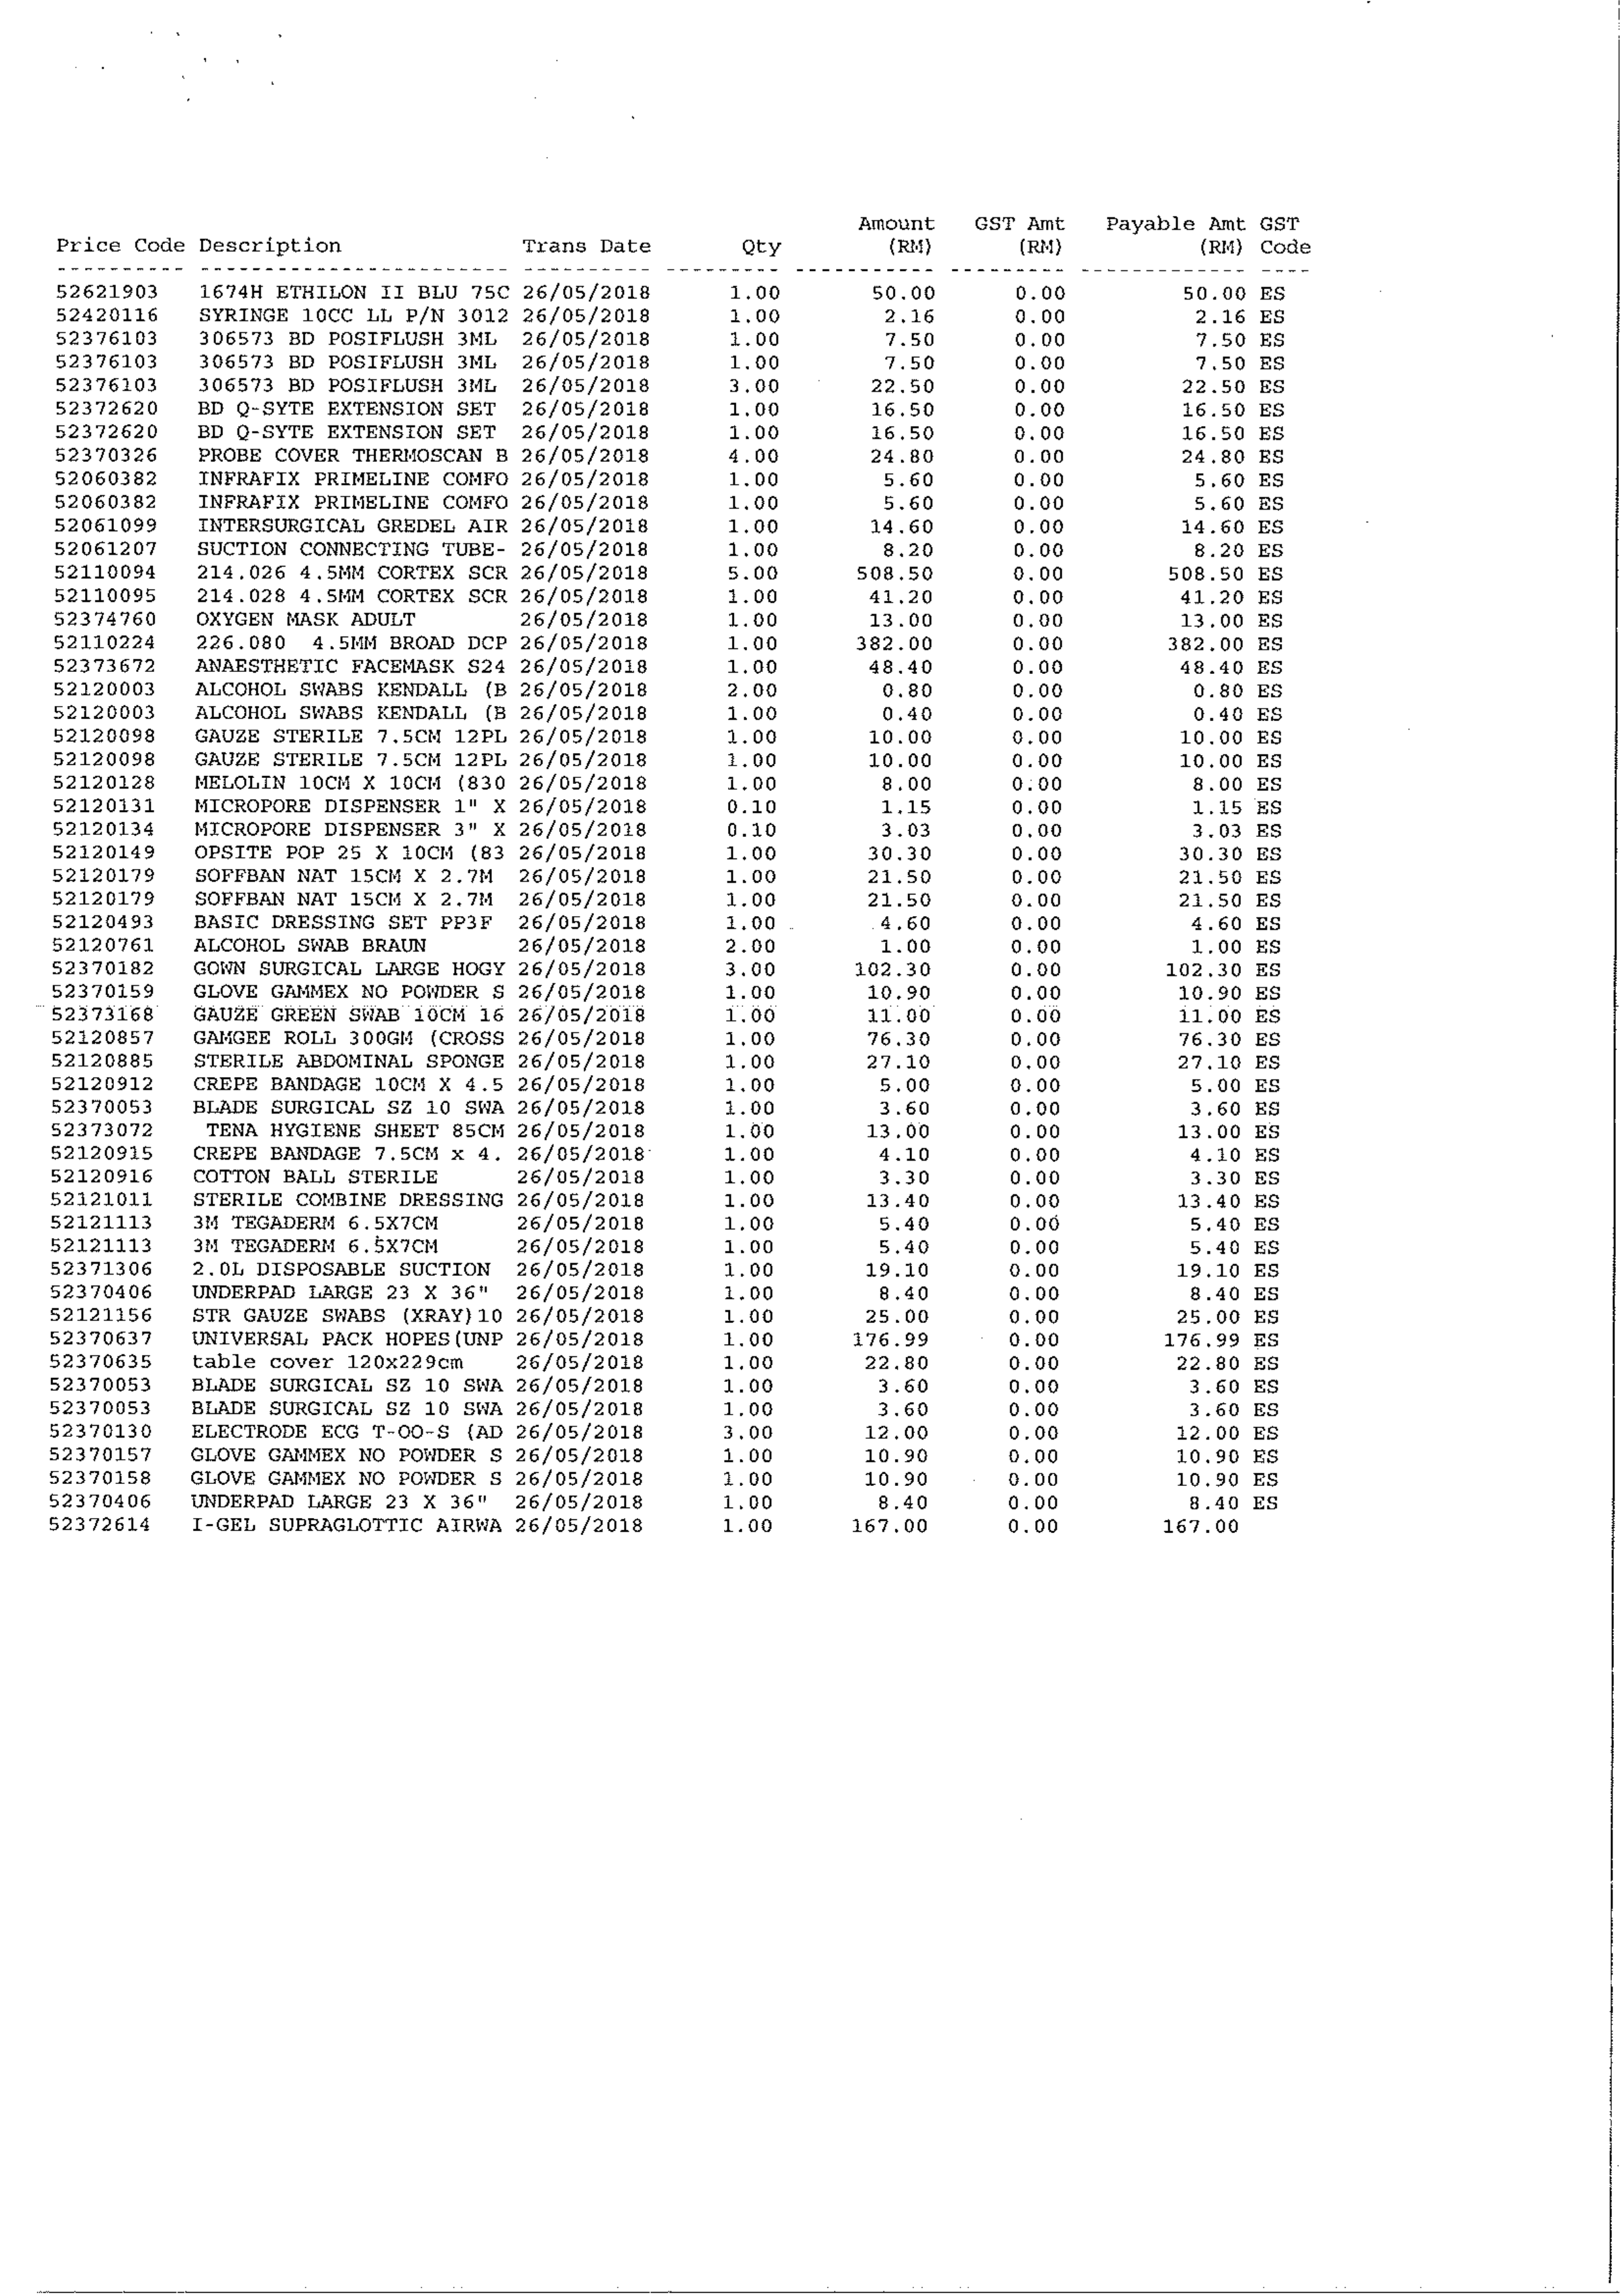 Amount GST Amt Payable Amt GST
Price Code Description Trans Date Qty (RM) (RM) (RM) Code
---------- ------------------------ ---------- --------- ----------- --------- ------------- ----
52621903 1674H ETHILON II BLU 75C 26/05/2018 1.00 50.00 0.00 50.00 ES
52420116 SYRINGE 10CC LL P/N 3012 26/05/2018 1.00 2.16 0.00 2.16 ES
52376103 306573 BD POSIFLUSH 3ML 26/05/2018 1.00 7.50 0.00 7.50 ES
52376103 306573 BD POSIFLUSH 3ML 26/05/2018 1.00 7.50 0.00 7.50 ES
52376103 306573 BD POSIFLUSH 3ML 26/05/2018 3.00 22.50 0.00 22.50 ES
52372620 BD Q-SYTE EXTENSION SET 26/05/2018 1.00 16.50 0.00 16.50 ES
52372620 BD Q-SYTE EXTENSION SET 26/05/2018 1.00 16.50 0.00 16.50 ES
52370326 PROBE COVER THERMOSCAN B 26/05/2018 4.00 24.80 0.00 24.80 ES
52060382 INFRAFIX PRIMELINE COMFO 26/05/2018 1.00 5.60 0.00 5.60 ES
52060382 INFRAFIX PRIMELINE COMFO 26/05/2018 1.00 5.60 0.00 5.60 ES
52061099 INTERSURGICAL GREDEL AIR 26/05/2018 1.00 14.60 0.00 14.60 ES
52061207 SUCTION CONNECTING TUBE- 26/05/2018 1.00 8.20 0.00 8.20 ES
52110094 214.026 4.5MM CORTEX SCR 26/05/2018 5.00 508.50 0.00 508.50 ES
52110095 214.028 4.5MM CORTEX SCR 26/05/2018 1.00 41.20 0.00 41.20 ES
52374760 OXYGEN MASK ADULT 26/05/2018 1.00 13.00 0.00 13.00 ES
52110224 226.080 4.5MM BROAD DCP 26/05/2018 1.00 382.00 0.00 382.00 ES
52373672 ANAESTHETIC FACEMASK S24 26/05/2018 1.00 48.40 0.00 48.40 ES
52120003 ALCOHOL SWABS KENDALL (B 26/05/2018 2.00 0.80 0.00 0.80 ES
52120003 ALCOHOL SWABS KENDALL (B 26/05/2018 1.00 0.40 0.00 0.40 ES
52120098 GAUZE STERILE 7.5CM 12PL 26/05/2018 1.00 10.00 0.00 10.00 ES
52120098 GAUZE STERILE 7.5CM 12PL 26/05/2018 1.00 10.00 0.00 10.00 ES
52120128 MELOLIN 10CM X 10CM (830 26/05/2018 1.00 8.00 0.00 8.00 ES
52120131 MICROPORE DISPENSER 1" X 26/05/2018 0.10 1.15 0.00 1.15 ES
52120134 MICROPORE DISPENSER 3" X 26/05/2018 0.10 3.03 0.00 3.03 ES
52120149 OPSITE POP 25 X 10CM (83 26/05/2018 1.00 30.30 0.00 30.30 ES
52120179 SOFFBAN NAT 15CM X 2.7M 26/05/2018 1.00 21.50 0.00 21.50 ES
52120179 SOFFBAN NAT 15CM X 2.7M 26/05/2018 1.00 21.50 0.00 21.50 ES
52120493 BASIC DRESSING SET PP3F 26/05/2018 1.00 4.60 0.00 4.60 ES
52120761 ALCOHOL SWAB BRAUN 26/05/2018 2.00 1.00 0.00 1.00 ES
52370182 GOWN SURGICAL LARGE HOGY 26/05/2018 3.00 102.30 0.00 102.30 ES
52370159 GLOVE GAMMEX NO POWDER S 26/05/2018 1.00 10.90 0.00 10.90 ES
52373168 GAUZE GREEN SWAB 10CM 16 26/05/2018 1.00 11.00 0.00 11.00 ES
52120857 GAMGEE ROLL 300GM (CROSS 26/05/2018 1.00 76.30 0.00 76.30 ES
52120885 STERILE ABDOMINAL SPONGE 26/05/2018 1.00 27.10 0.00 27.10 ES
52120912 CREPE BANDAGE 10CM X 4.5 26/05/2018 1.00 5.00 0.00 5.00 ES
52370053 BLADE SURGICAL SZ 10 SWA 26/05/2018 1.00 3.60 0.00 3.60 ES
52373072 TENA HYGIENE SHEET 85CM 26/05/2018 1.00 13.00 0.00 13.00 ES
52120915 CREPE BANDAGE 7.5CM x 4. 26/05/2018 1.00 4.10 0.00 4.10 ES
52120916 COTTON BALL STERILE 26/05/2018 1.00 3.30 0.00 3.30 ES
52121011 STERILE COMBINE DRESSING 26/05/2018 1.00 13.40 0.00 13.40 ES
52121113 3M TEGADERM 6.5X7CM 26/05/2018 1.00 5.40 0.00 5.40 ES
52121113 3M TEGADERM 6.5X7CM 26/05/2018 1.00 5.40 0.00 5.40 ES
52371306 2.0L DISPOSABLE SUCTION 26/05/2018 1.00 19.10 0.00 19.10 ES
52370406 UNDERPAD LARGE 23 X 36" 26/05/2018 1.00 8.40 0.00 8.40 ES
52121156 STR GAUZE SWABS (XRAY)10 26/05/2018 1.00 25.00 0.00 25.00 ES
52370637 UNIVERSAL PACK HOPES(UNP 26/05/2018 1.00 176.99 0.00 176.99 ES
52370635 table cover 120x229cm 26/05/2018 1.00 22.80 0.00 22.80 ES
52370053 BLADE SURGICAL SZ 10 SWA 26/05/2018 1.00 3.60 0.00 3.60 ES
52370053 BLADE SURGICAL SZ 10 SWA 26/05/2018 1.00 3.60 0.00 3.60 ES
52370130 ELECTRODE ECG T-OO-S (AD 26/05/2018 3.00 12.00 0.00 12.00 ES
52370157 GLOVE GAMMEX NO POWDER S 26/05/2018 1.00 10.90 0.00 10.90 ES
52370158 GLOVE GAMMEX NO POWDER S 26/05/2018 1.00 10.90 0.00 10.90 ES
52370406 UNDERPAD LARGE 23 X 36" 26/05/2018 1.00 8.40 0.00 8.40 ES
52372614 I-GEL SUPRAGLOTTIC AIRWA 26/05/2018 1.00 167.00 0.00 167.00